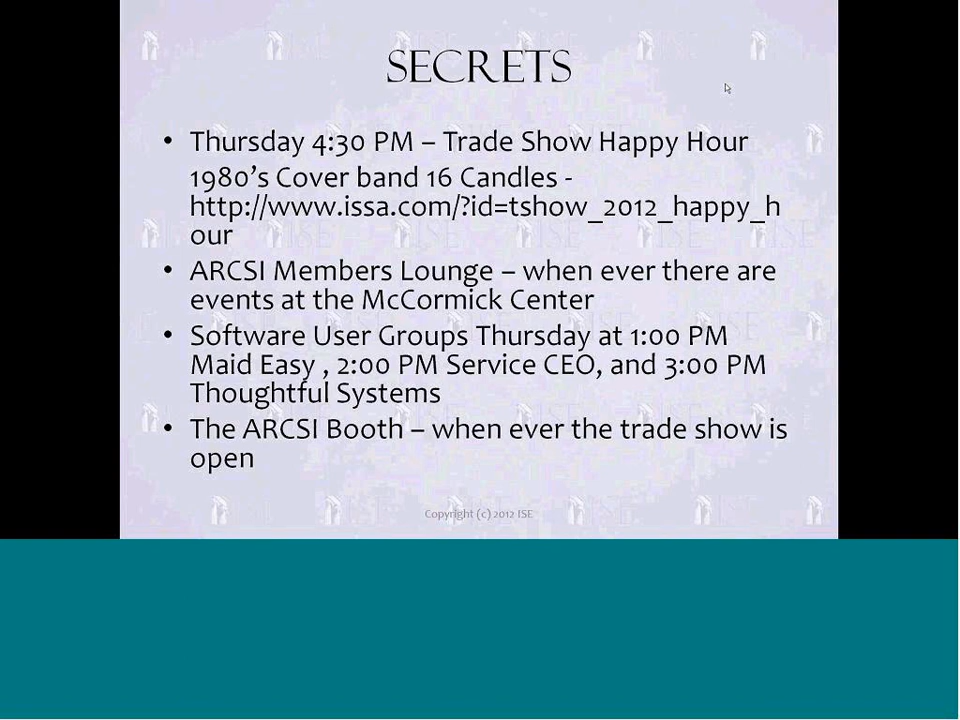 SECRETS
• Thursday 4:30 PM – Trade Show Happy Hour
1980's Cover band 16 Candles -
http://www.issa.com/?id=tshow_2012_happy_h
our
• ARCSI Members Lounge – when ever there are
events at the McCormick Center
• Software User Groups Thursday at 1:00 PM
Maid Easy , 2:00 PM Service CEO, and 3:00 PM
Thoughtful Systems
• The ARCSI Booth – when ever the trade show is
open
Copyright (c) 2012 ISE